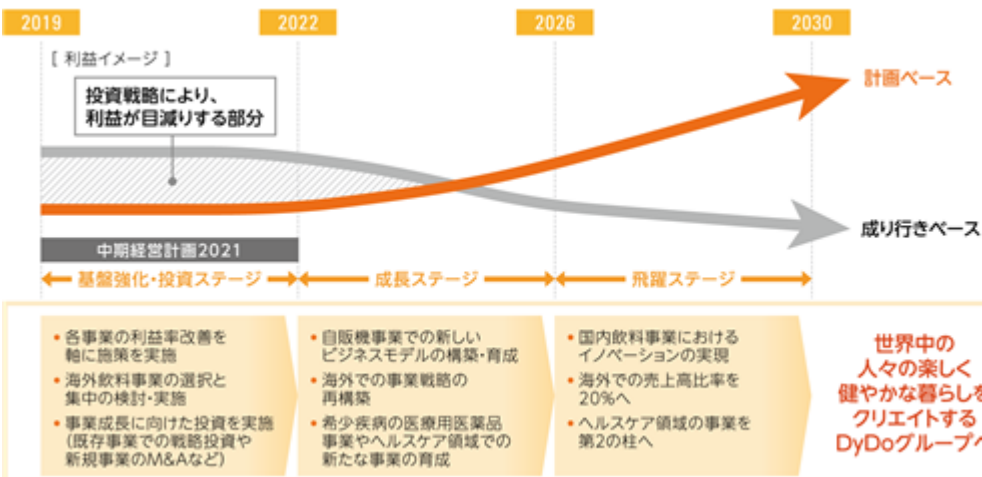 2019
2022
2026
2030
[ 利益イメージ ]
投資戦略により、
利益が目減りする部分
計画ベース
成り行きベース
中期経営計画2021
基盤強化・投資ステージ
成長ステージ
飛躍ステージ
• 各事業の利益率改善を
軸に施策を実施
• 海外飲料事業の選択と
集中の検討・実施
• 事業成長に向けた投資を実施
(既存事業での戦略投資や
新規事業のM&Aなど)
• 自販機事業での新しい
ビジネスモデルの構築・育成
• 海外での事業戦略の
再構築
• 希少疾病の医療用医薬品
事業やヘルスケア領域での
新たな事業の育成
• 国内飲料事業における
イノベーションの実現
• 海外での売上高比率を
20%へ
• ヘルスケア領域の事業を
第2の柱へ
世界中の
人々の楽しく
健やかな暮らしを
クリエイトする
DyDoグループへ